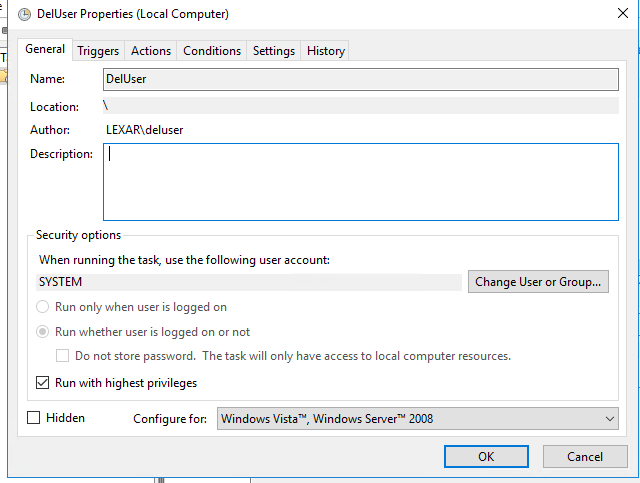 DelUser Properties (Local Computer)
General Triggers Actions Conditions Settings History
Name: DelUser
Location: \
Author: LEXAR\deluser
Description:
Security options
When running the task, use the following user account:
SYSTEM Change User or Group...
Run only when user is logged on
Run whether user is logged on or not
Do not store password. The task will only have access to local computer resources.
Run with highest privileges
Hidden Configure for: Windows Vista™, Windows Server™ 2008
OK Cancel